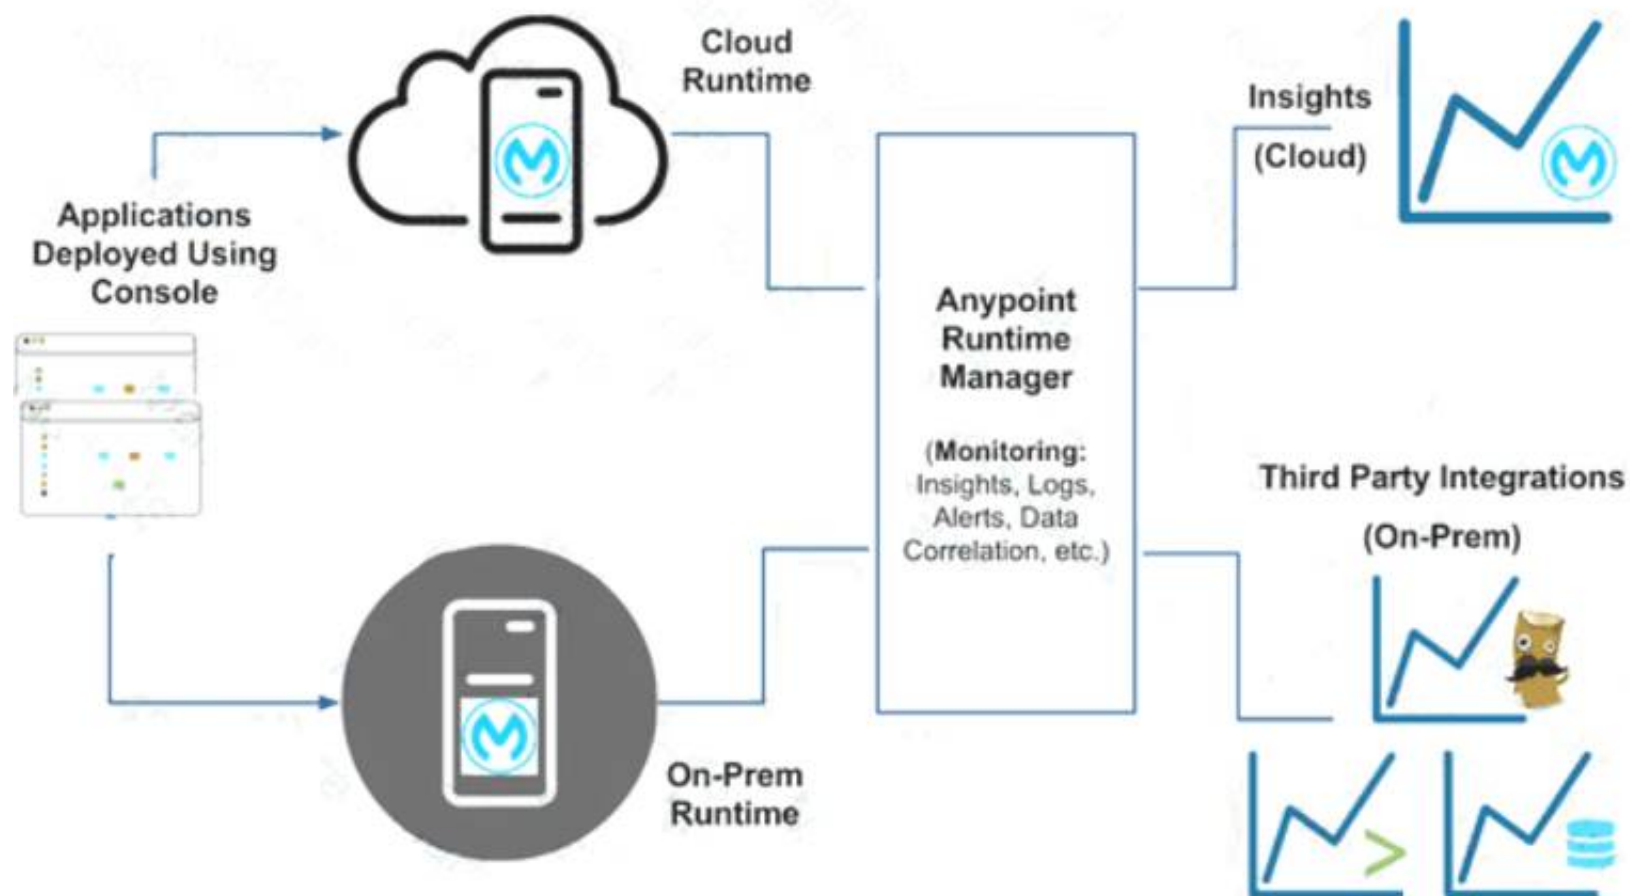 Cloud
Runtime
Insights
(Cloud)
Applications
Deployed Using
Console
Anypoint
Runtime
Manager
(Monitoring:
Insights, Logs,
Alerts, Data
Correlation, etc.)
Third Party Integrations
(On-Prem)
On-Prem
Runtime